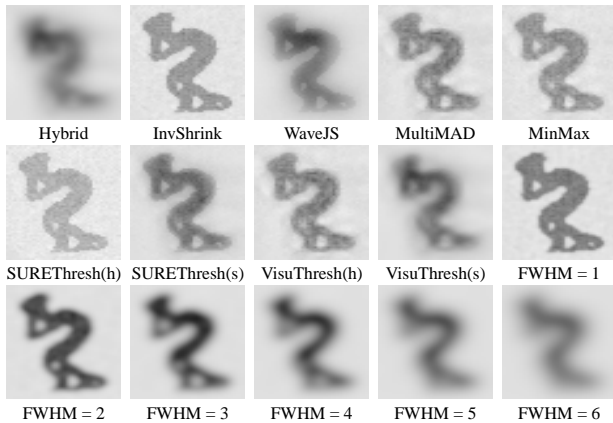 Hybrid InvShrink WaveJS MultiMAD MinMax
SUREThresh(h) SUREThresh(s) VisuThresh(h) VisuThresh(s) FWHM = 1
FWHM = 2 FWHM = 3 FWHM = 4 FWHM = 5 FWHM = 6